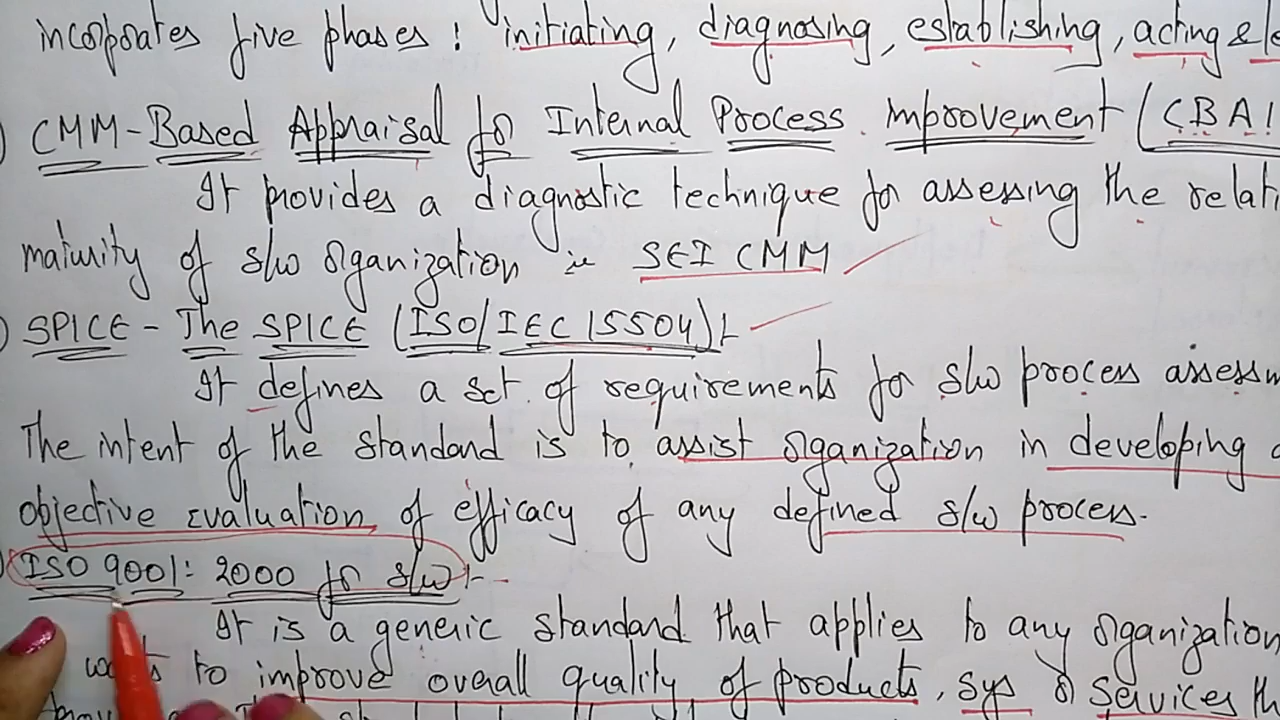 incorporates five phases : initiating, diagnosing, establishing, acting &
CMM-Based Appraisal for Internal Process Improvement (CBAI
It provides a diagnostic technique for assessing the relati
maturity of s/w organization in SEI CMM
SPICE - The SPICE (ISO/IEC 15504) :-
It defines a set of requirements for s/w process assessm
The intent of the standard is to assist organization in developing
objective Evaluation of efficacy of any defined s/w process.
ISO 9001: 2000 for s/w :-
It is a generic standard that applies to any organization
to improve overall quality of products, sys or services th